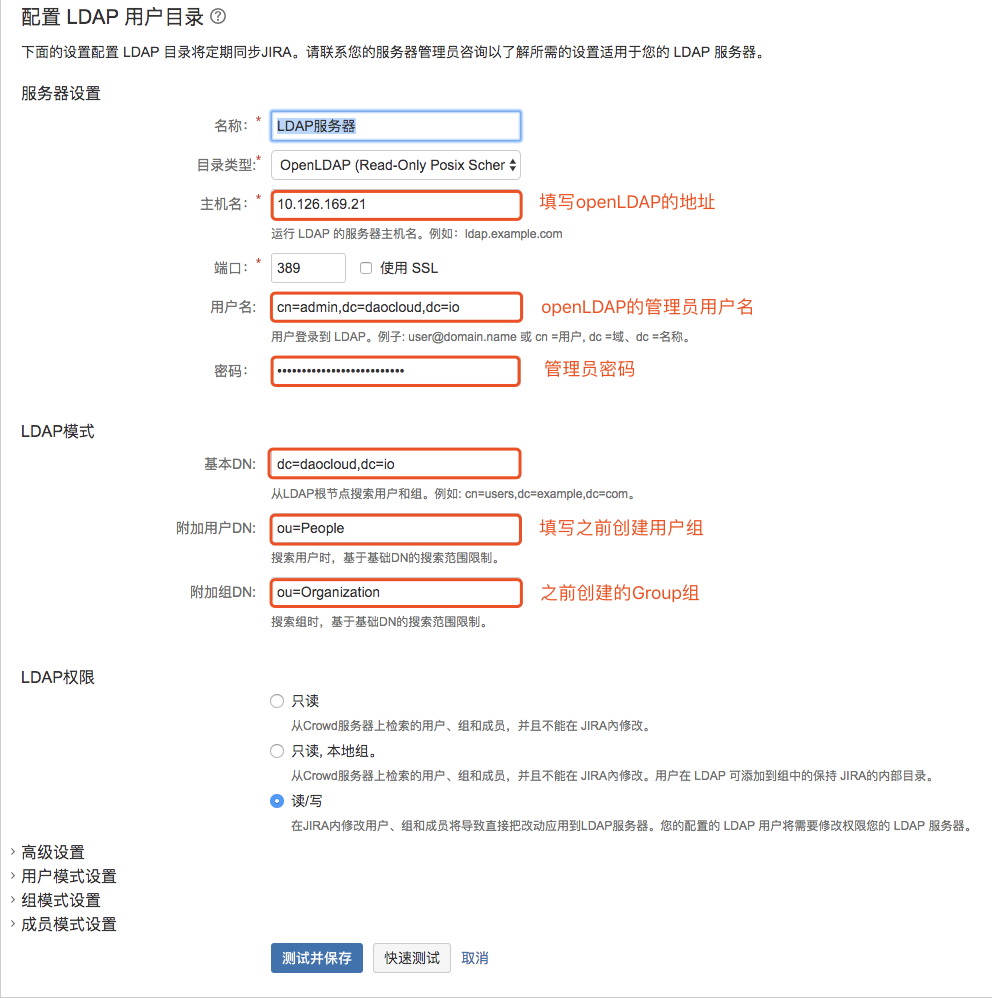 配置 LDAP 用户目录 ?
下面的设置配置 LDAP 目录将定期同步JIRA。请联系您的服务器管理员咨询以了解所需的设置适用于您的 LDAP 服务器。
服务器设置
名称: * LDAP服务器
目录类型:* OpenLDAP (Read-Only Posix Scher
主机名: * 10.126.169.21 填写openLDAP的地址
运行 LDAP 的服务器主机名。例如: ldap.example.com
端口: * 389 使用 SSL
用户名: cn=admin,dc=daocloud,dc=io openLDAP的管理员用户名
用户登录到 LDAP。例子: user@domain.name 或 cn =用户, dc =域、dc =名称。
密码: •••••••••••••••••••••••••• 管理员密码
LDAP模式
基本DN: dc=daocloud,dc=io
从LDAP根节点搜索用户和组。例如: cn=users,dc=example,dc=com。
附加用户DN: ou=People 填写之前创建用户组
搜索用户时，基于基础DN的搜索范围限制。
附加组DN: ou=Organization 之前创建的Group组
搜索组时，基于基础DN的搜索范围限制。
LDAP权限
只读
从Crowd服务器上检索的用户、组和成员，并且不能在 JIRA内修改。
只读, 本地组。
从Crowd服务器上检索的用户、组和成员，并且不能在 JIRA内修改。用户在 LDAP 可添加到组中的保持 JIRA的内部目录。
读/写
在JIRA内修改用户、组和成员将导致直接把改动应用到LDAP服务器。您的配置的 LDAP 用户将需要修改权限您的 LDAP 服务器。
高级设置
用户模式设置
组模式设置
成员模式设置
测试并保存 快速测试 取消